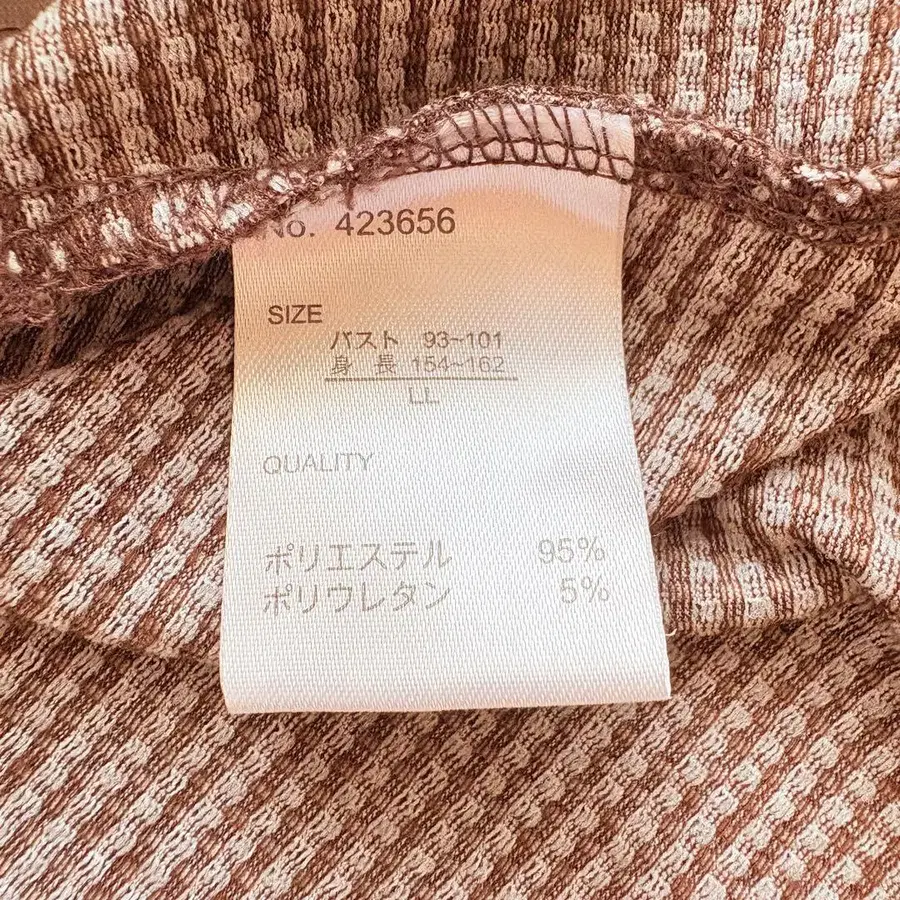 No. 423656
SIZE
バスト 93~101
身長 154~162
LL
QUALITY
ポリエステル 95%
ポリウレタン 5%